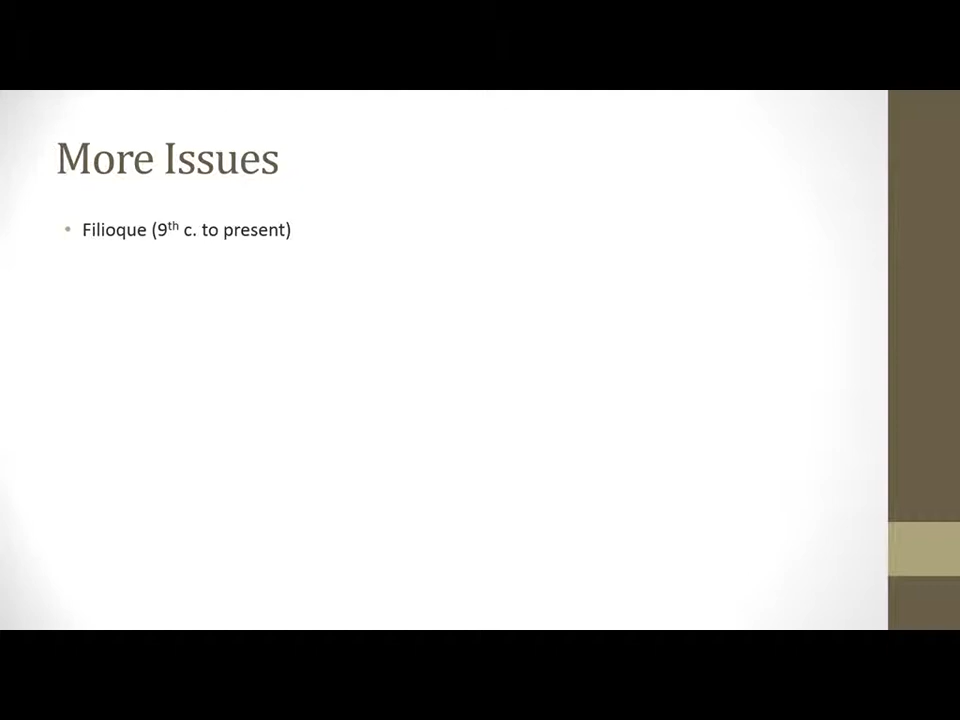 More Issues
• Filioque (9th c. to present)